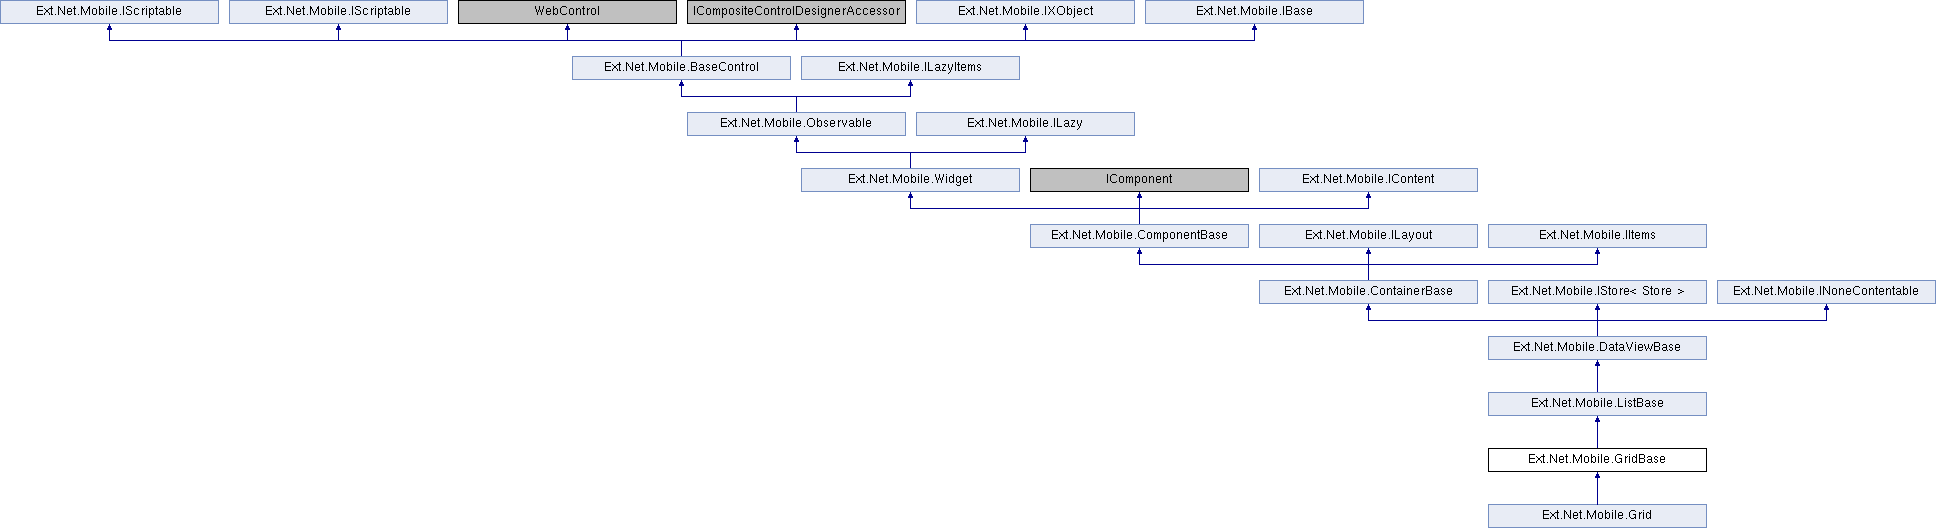 Ext.Net.Mobile.IScriptable
Ext.Net.Mobile.IScriptable
WebControl
ICompositeControlDesignerAccessor
Ext.Net.Mobile.IXObject
Ext.Net.Mobile.IBase
Ext.Net.Mobile.BaseControl
Ext.Net.Mobile.ILazyItems
Ext.Net.Mobile.Observable
Ext.Net.Mobile.ILazy
Ext.Net.Mobile.Widget
IComponent
Ext.Net.Mobile.IContent
Ext.Net.Mobile.ComponentBase
Ext.Net.Mobile.ILayout
Ext.Net.Mobile.IItems
Ext.Net.Mobile.ContainerBase
Ext.Net.Mobile.IStore< Store >
Ext.Net.Mobile.INoneContentable
Ext.Net.Mobile.DataViewBase
Ext.Net.Mobile.ListBase
Ext.Net.Mobile.GridBase
Ext.Net.Mobile.Grid